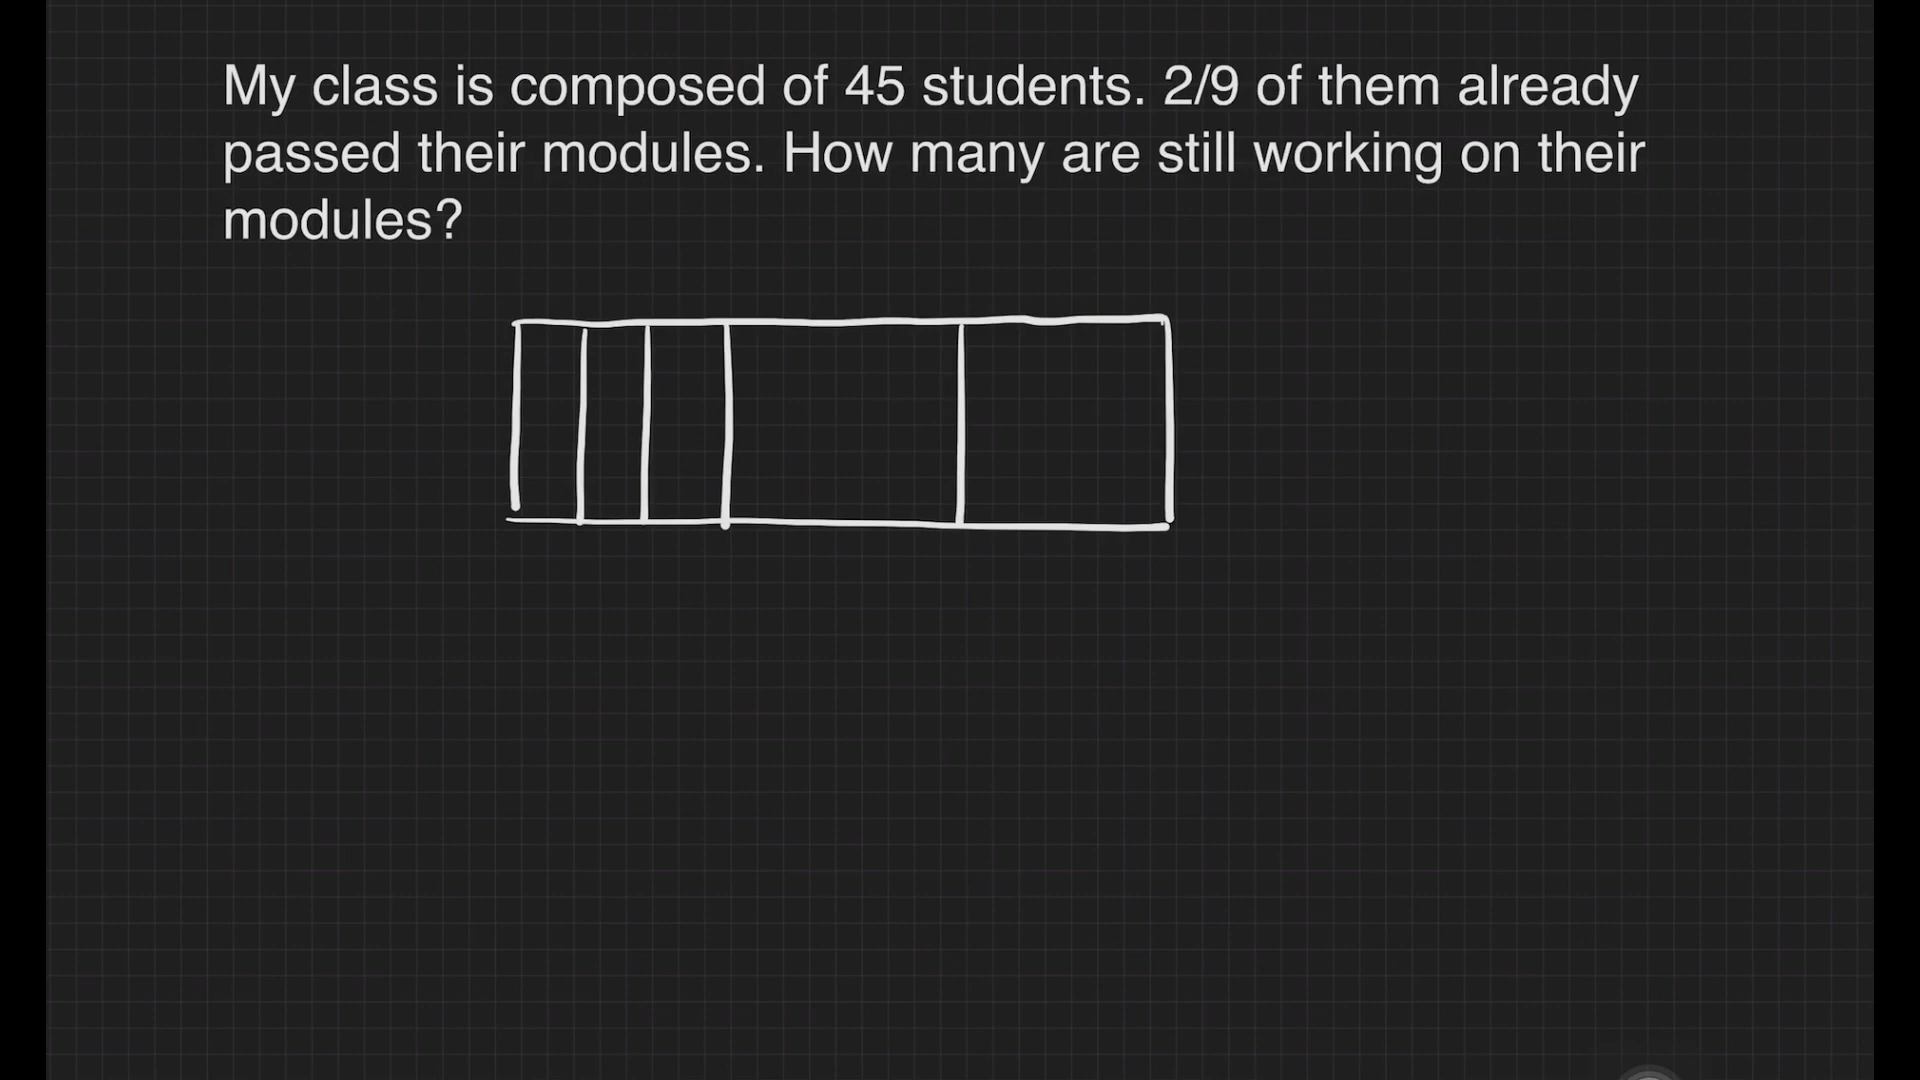 My class is composed of 45 students. 2/9 of them already
passed their modules. How many are still working on their
modules?